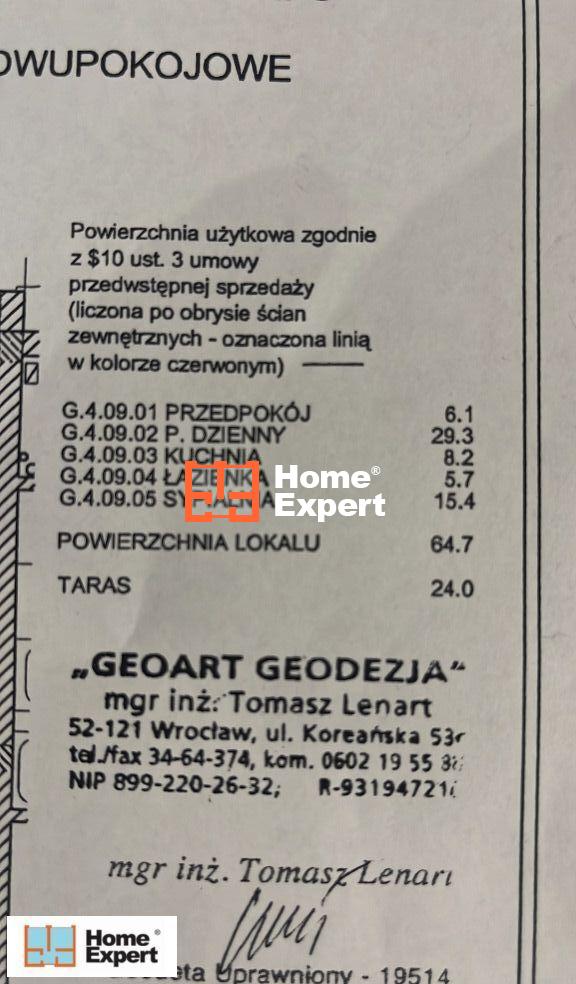 DWUPOKOJOWE
Powierzchnia użytkowa zgodnie
z $10 ust. 3 umowy
przedwstępnej sprzedaży
(liczona po obrysie ścian
zewnętrznych - oznaczona linią
w kolorze czerwonym)
G.4.09.01 PRZEDPOKÓJ 6.1
G.4.09.02 P. DZIENNY 29.3
G.4.09.03 KUCHNIA 8.2
G.4.09.04 ŁAZIENKA 5.7
G.4.09.05 SYPIALNIA 15.4
Home®
Expert
POWIERZCHNIA LOKALU 64.7
TARAS 24.0
„GEOART GEODEZJA"
mgr inż. Tomasz Lenart
52-121 Wrocław, ul. Koreańska 53
tel./fax 34-64-374, kom. 0602 19 55
NIP 899-220-26-32; R-93194721
mgr inż. Tomasz Lenart
Geodeta Uprawniony - 19514
Home®
Expert